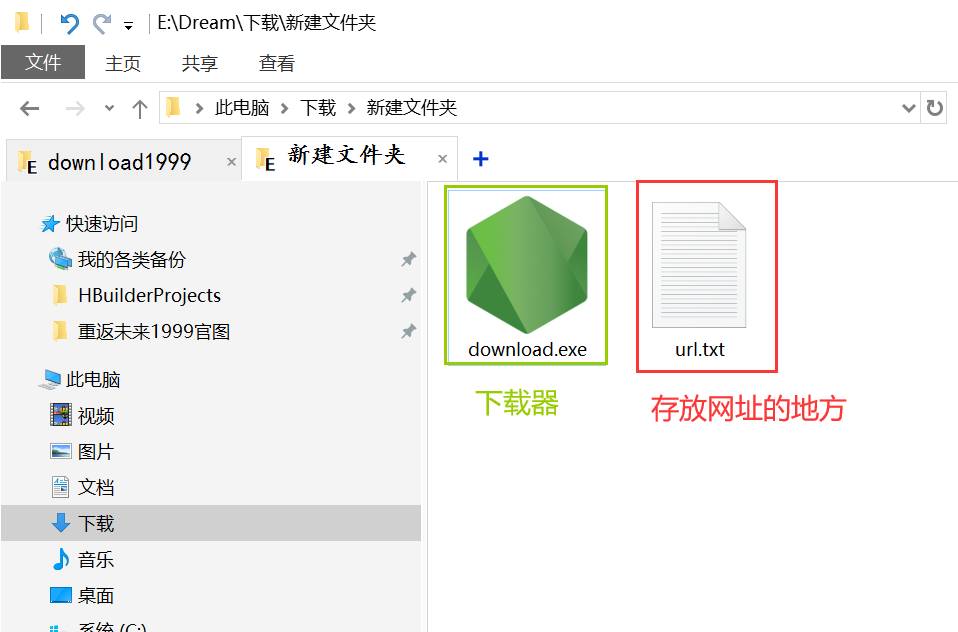 E:\Dream\下载\新建文件夹
文件 主页 共享 查看
此电脑 下载 新建文件夹
E download1999 E 新建文件夹
快速访问
我的各类备份
HBuilderProjects
重返未来1999官图
此电脑
视频
图片
文档
下载
音乐
桌面
系统 (C:)
download.exe url.txt
下载器 存放网址的地方